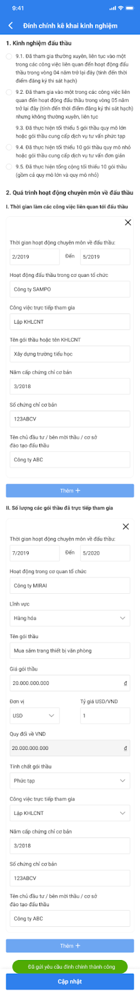 9:41
Đính chính kê khai kinh nghiệm
1. Kinh nghiệm đấu thầu
9.1. Đã tham gia thường xuyên, liên tục vào một
trong các công việc liên quan đến hoạt động đấu
thầu trong vòng 04 năm trở lại đây (tính đến thời
điểm đăng ký thi sát hạch)
9.2. Đã tham gia vào một trong các công việc liên
quan đến hoạt động đấu thầu trong vòng 05 năm
trở lại đây (tính đến thời điểm đăng ký thi sát hạch)
nhưng không thường xuyên, liên tục
9.3. Đã thực hiện tối thiểu 5 gói thầu quy mô lớn
hoặc gói thầu cung cấp dịch vụ tư vấn phức tạp
9.4. Đã thực hiện tối thiểu 10 gói thầu quy mô nhỏ
hoặc gói thầu cung cấp dịch vụ tư vấn đơn giản
9.5. Đã thực hiện tổng cộng tối thiểu 10 gói thầu
(gồm cả quy mô lớn và quy mô nhỏ)
2. Quá trình hoạt động chuyên môn về đấu thầu
I. Thời gian làm các công việc liên quan tới đấu thầu
Thời gian hoạt động chuyên môn về đấu thầu:
2/2019 Đến 5/2019
Hoạt động đấu thầu trong cơ quan tổ chức
Công ty SAMPO
Công việc trực tiếp tham gia
Lập KHLCNT
Tên gói thầu hoặc tên KHLCNT
Xây dựng trường tiểu học
Năm cấp chứng chỉ cơ bản
3/2018
Số chứng chỉ cơ bản
123ABCV
Tên chủ đầu tư / bên mời thầu / cơ sở
đào tạo đấu thầu
Công ty ABC
Thêm +
II. Số lượng các gói thầu đã trực tiếp tham gia
Thời gian hoạt động chuyên môn về đấu thầu:
7/2019 Đến 5/2020
Hoạt động trong cơ quan tổ chức
Công ty MIRAI
Lĩnh vực
Hàng hóa
Tên gói thầu
Mua sắm trang thiết bị văn phòng
Giá gói thầu
20.000.000.000 đ
Đơn vị Tỷ giá USD/VND
USD 1
Quy đổi về VND
20.000.000.000 đ
Tính chất gói thầu
Phức tạp
Công việc trực tiếp tham gia
Lập KHLCNT
Năm cấp chứng chỉ cơ bản
3/2018
Số chứng chỉ cơ bản
123ABCV
Tên chủ đầu tư / bên mời thầu / cơ sở
đào tạo đấu thầu
Công ty ABC
Thêm +
Đã gửi yêu cầu đính chính thành công
Cập nhật